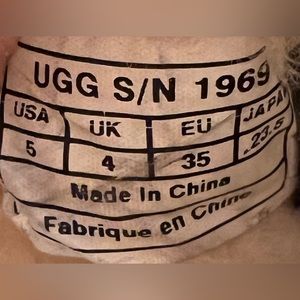 UGG S/N 1969
USA UK EU JAPAN
5 4 35 23.5
Made In China
Fabrique en Chine